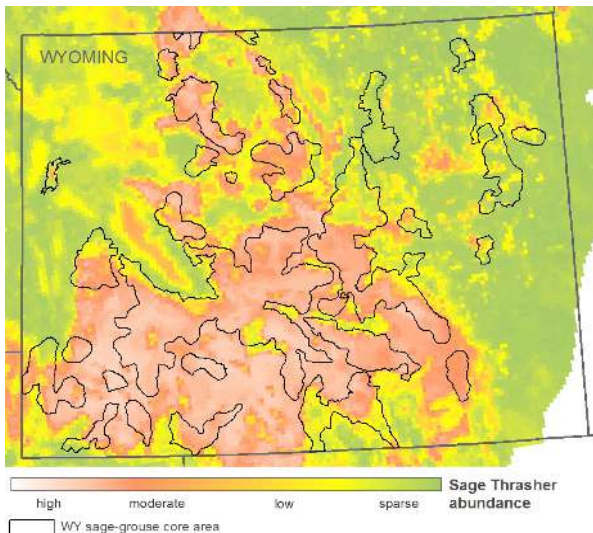 WYOMING
Sage Thrasher
abundance
high moderate low sparse
WY sage-grouse core area